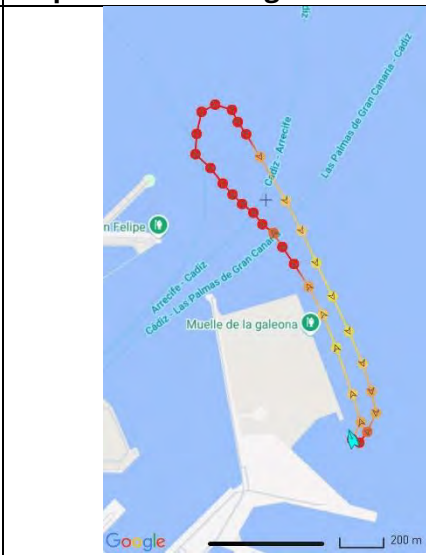 Cádiz - Arrecife
Las Palmas de Gran Canaria - Cádiz
n Felipe
Arrecife - Cádiz
Cádiz - Las Palmas de Gran Canaria
Muelle de la galeona
Google
200 m